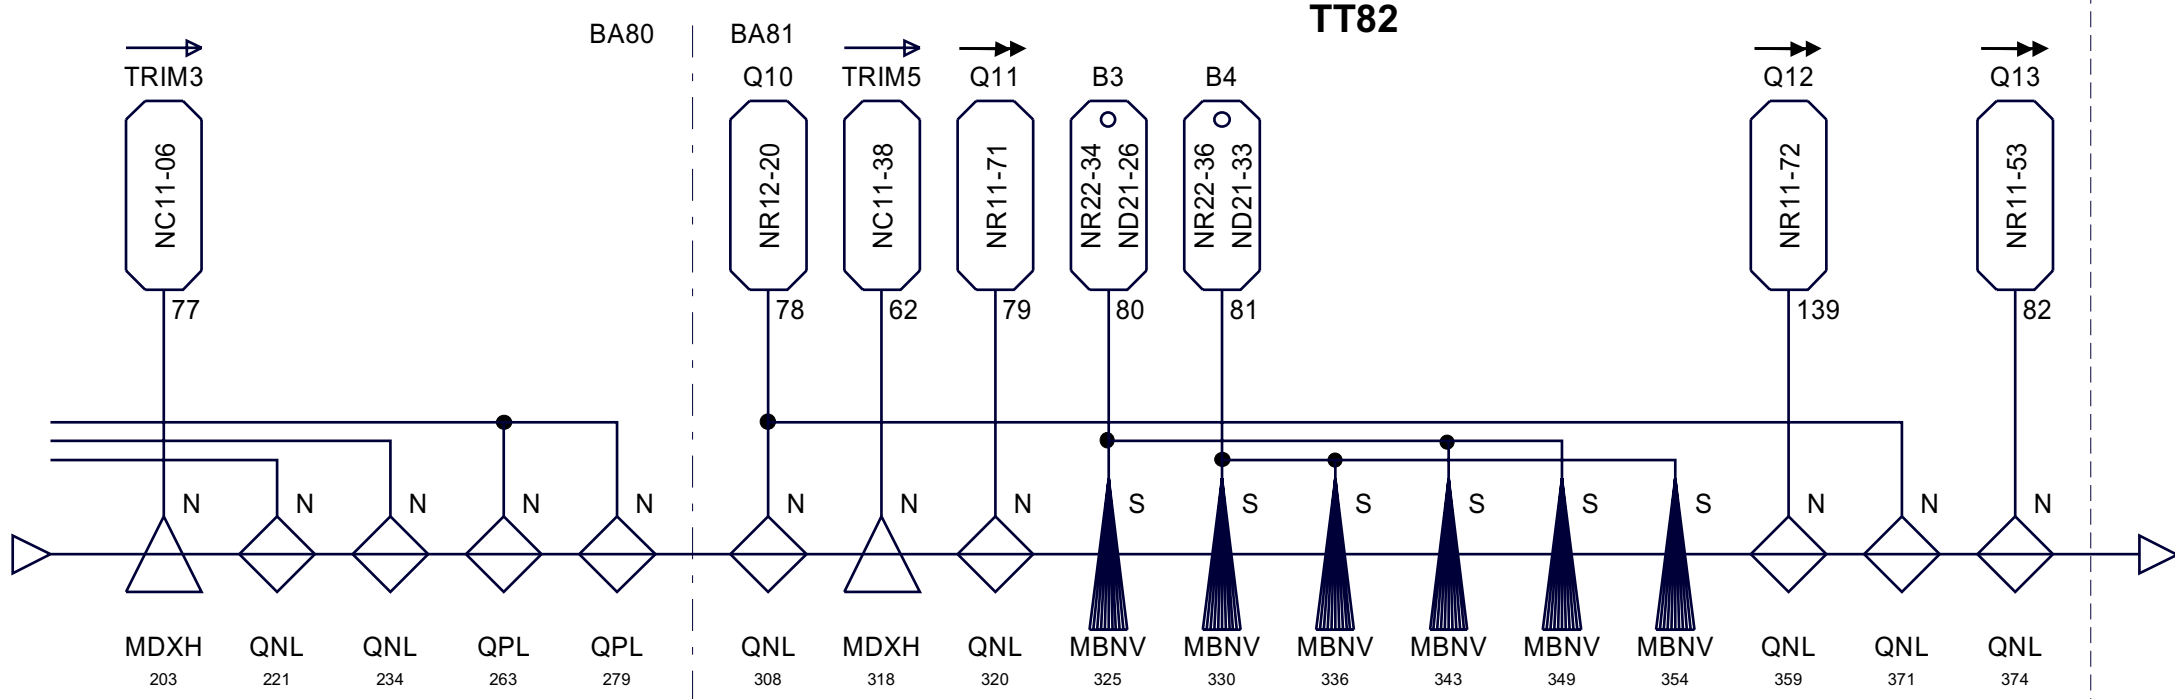 TT82
BA80 BA81
TRIM3 Q10 TRIM5 Q11 B3 B4 Q12 Q13
NC11-06 NR12-20 NC11-38 NR11-71 NR22-34 ND21-26 NR22-36 ND21-33 NR11-72 NR11-53
77 78 62 79 80 81 139 82
N N N N N N N N S S S S S S N N N
MDXH QNL QNL QPL QPL QNL MDXH QNL MBNV MBNV MBNV MBNV MBNV MBNV QNL QNL QNL
203 221 234 263 279 308 318 320 325 330 336 343 349 354 359 371 374